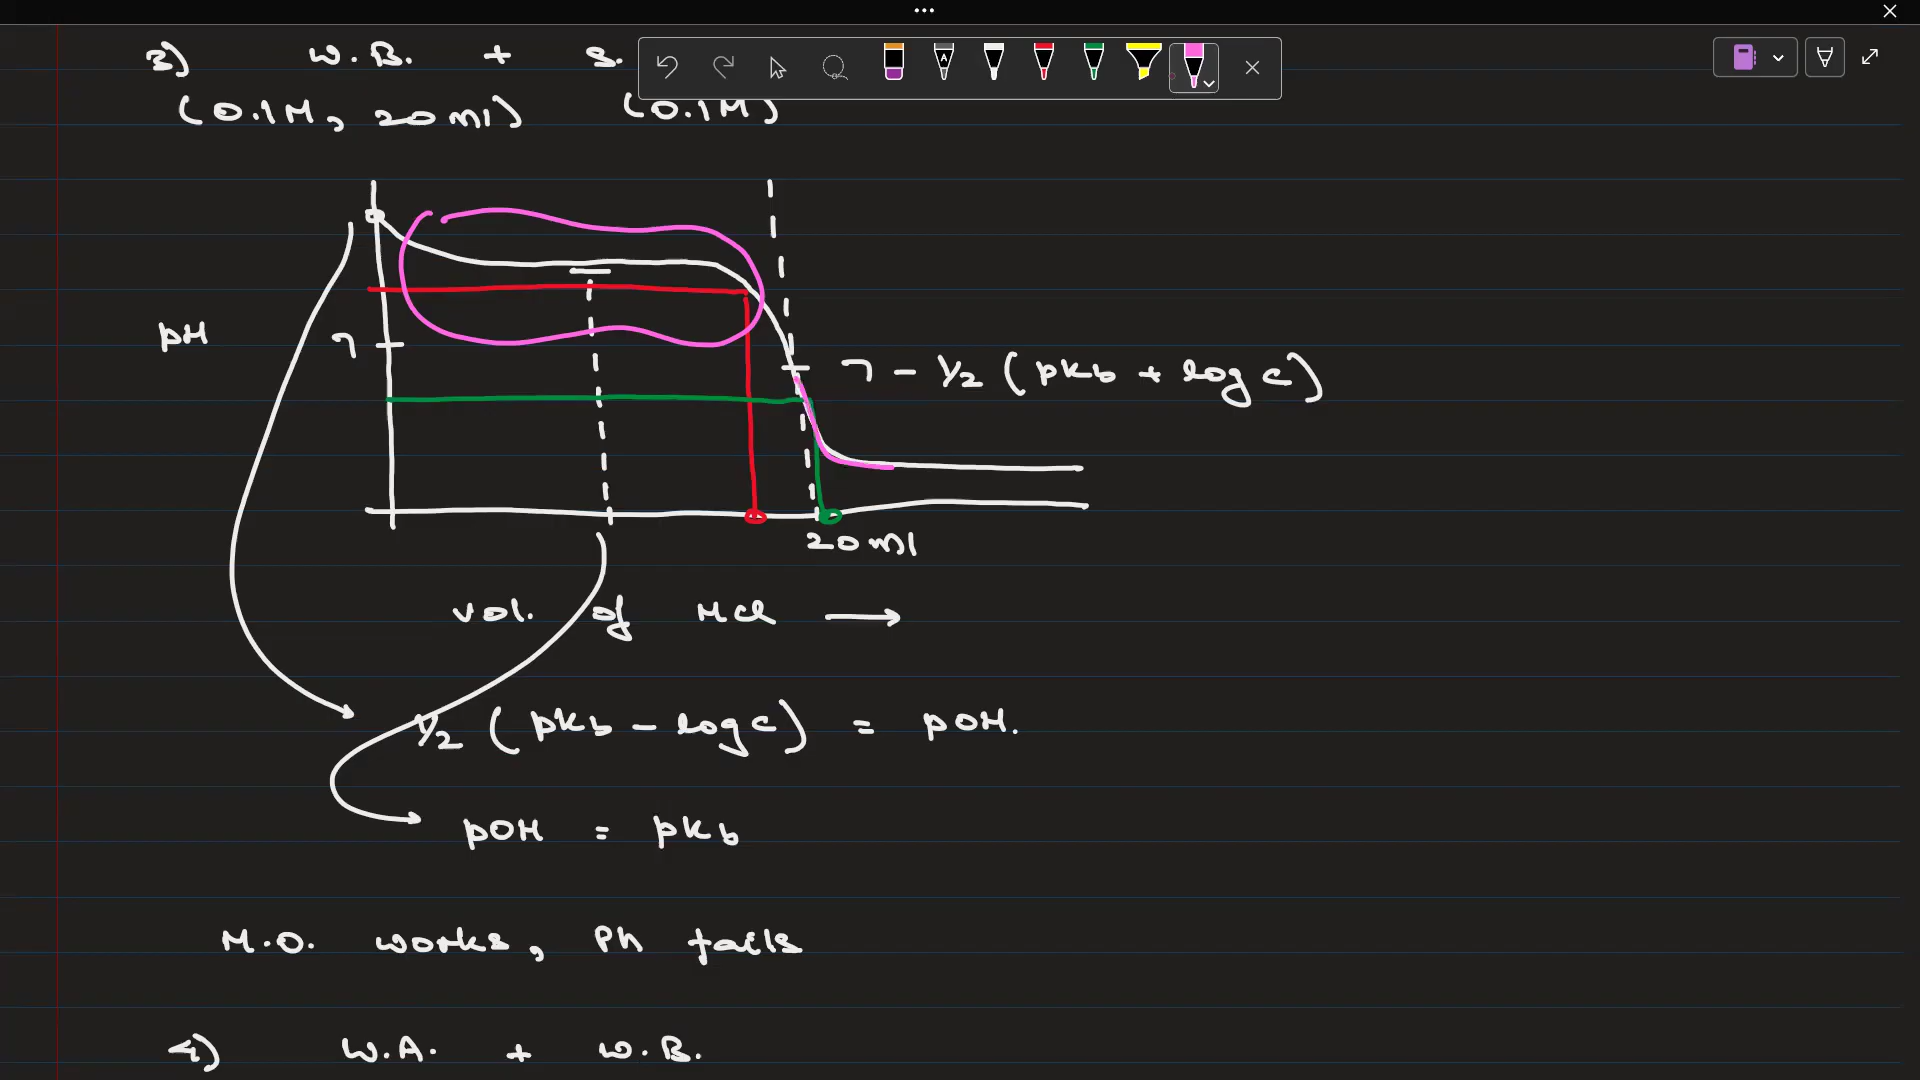 3) W.B. + S.
(0.1M, 20 ml) (0.1M)
pH
7
7 - 1/2 (pkb + log c)
20 ml
vol. of HCl →
1/2 (pkb - log c) = pOH.
pOH = pkb
M.O. works, Ph fails
4) W.A. + W.B.